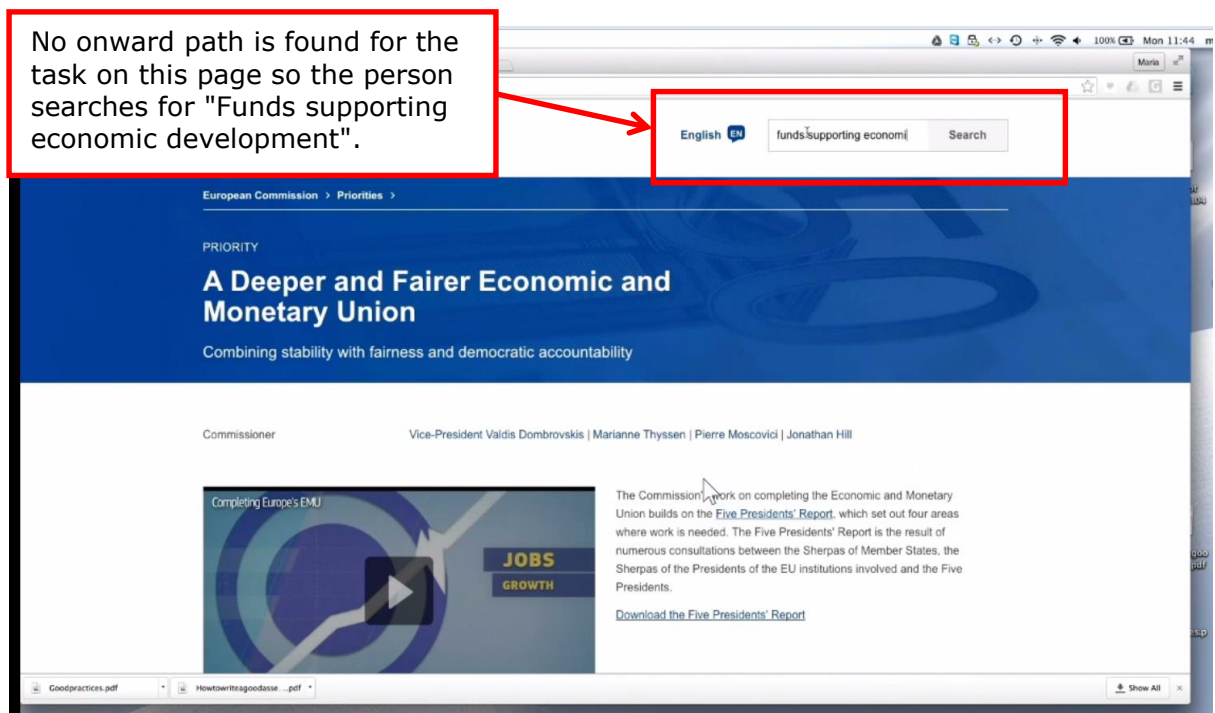 No onward path is found for the
task on this page so the person
searches for "Funds supporting
economic development".
100%
Mon 11:44
Maria
English EN
funds supporting economi
Search
European Commission > Priorities >
PRIORITY
A Deeper and Fairer Economic and
Monetary Union
Combining stability with fairness and democratic accountability
Commissioner
Vice-President Valdis Dombrovskis | Marianne Thyssen | Pierre Moscovici | Jonathan Hill
Completing Europe's EMU
JOBS
GROWTH
The Commission's work on completing the Economic and Monetary
Union builds on the Five Presidents' Report, which set out four areas
where work is needed. The Five Presidents' Report is the result of
numerous consultations between the Sherpas of Member States, the
Sherpas of the Presidents of the EU institutions involved and the Five
Presidents.
Download the Five Presidents' Report
Goodpractices.pdf
Howtowriteagoodasse....pdf
Show All